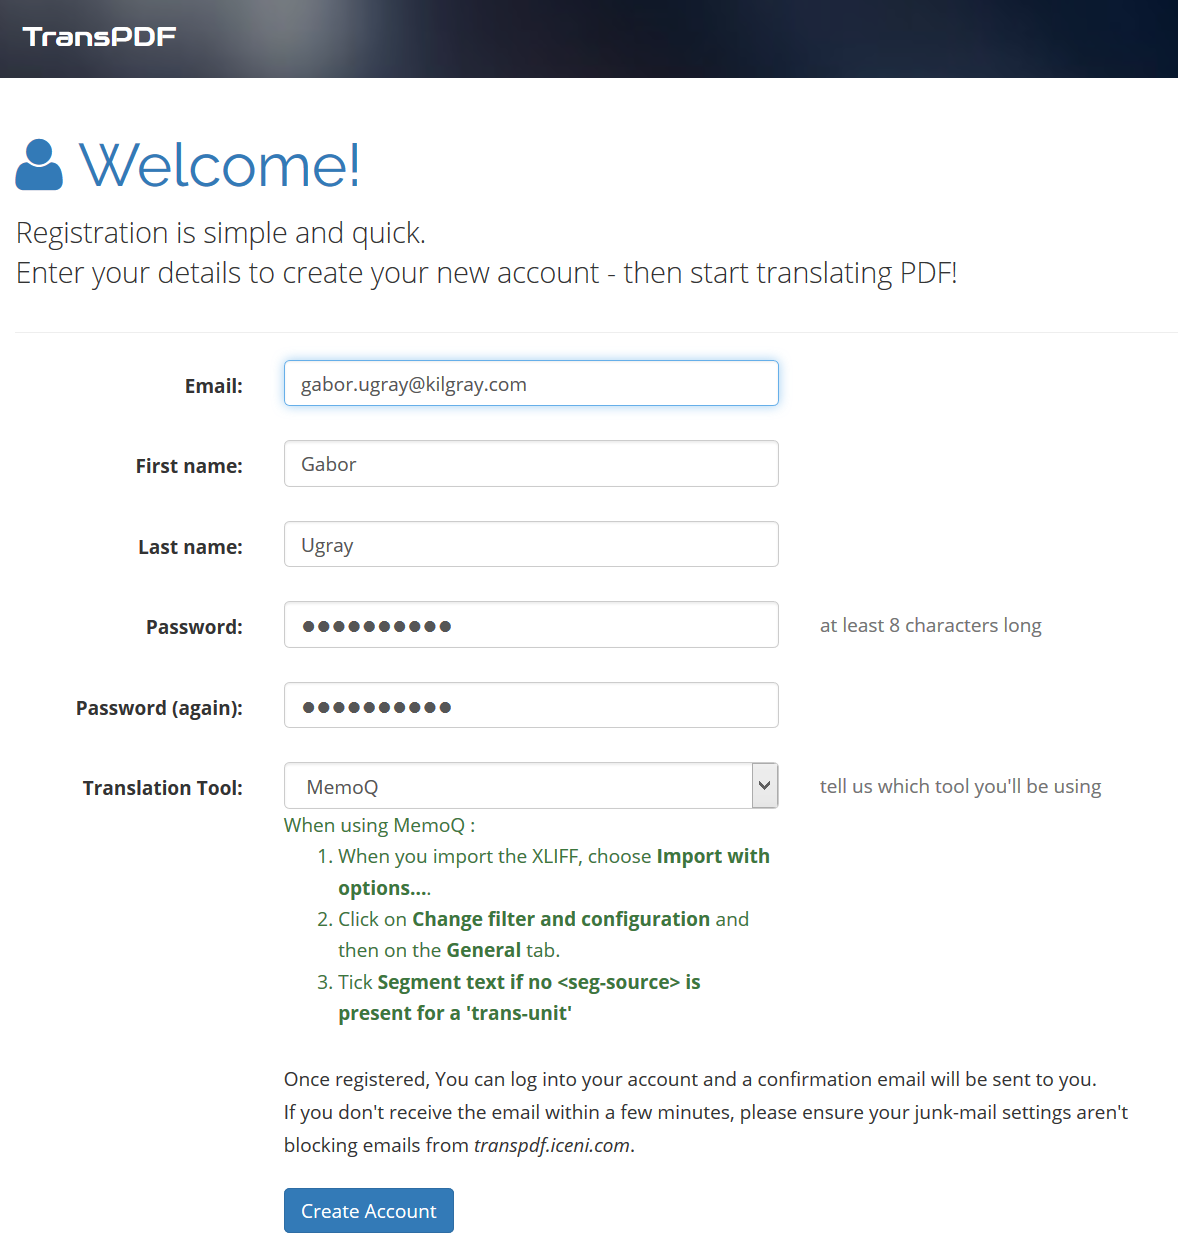 TransPDF
Welcome!
Registration is simple and quick.
Enter your details to create your new account - then start translating PDF!
Email: gabor.ugray@kilgray.com
First name: Gabor
Last name: Ugray
Password: ●●●●●●●●●● at least 8 characters long
Password (again): ●●●●●●●●●●
Translation Tool: MemoQ tell us which tool you'll be using
When using MemoQ :
1. When you import the XLIFF, choose Import with
options....
2. Click on Change filter and configuration and
then on the General tab.
3. Tick Segment text if no <seg-source> is
present for a 'trans-unit'
Once registered, You can log into your account and a confirmation email will be sent to you.
If you don't receive the email within a few minutes, please ensure your junk-mail settings aren't
blocking emails from transpdf.iceni.com.
Create Account